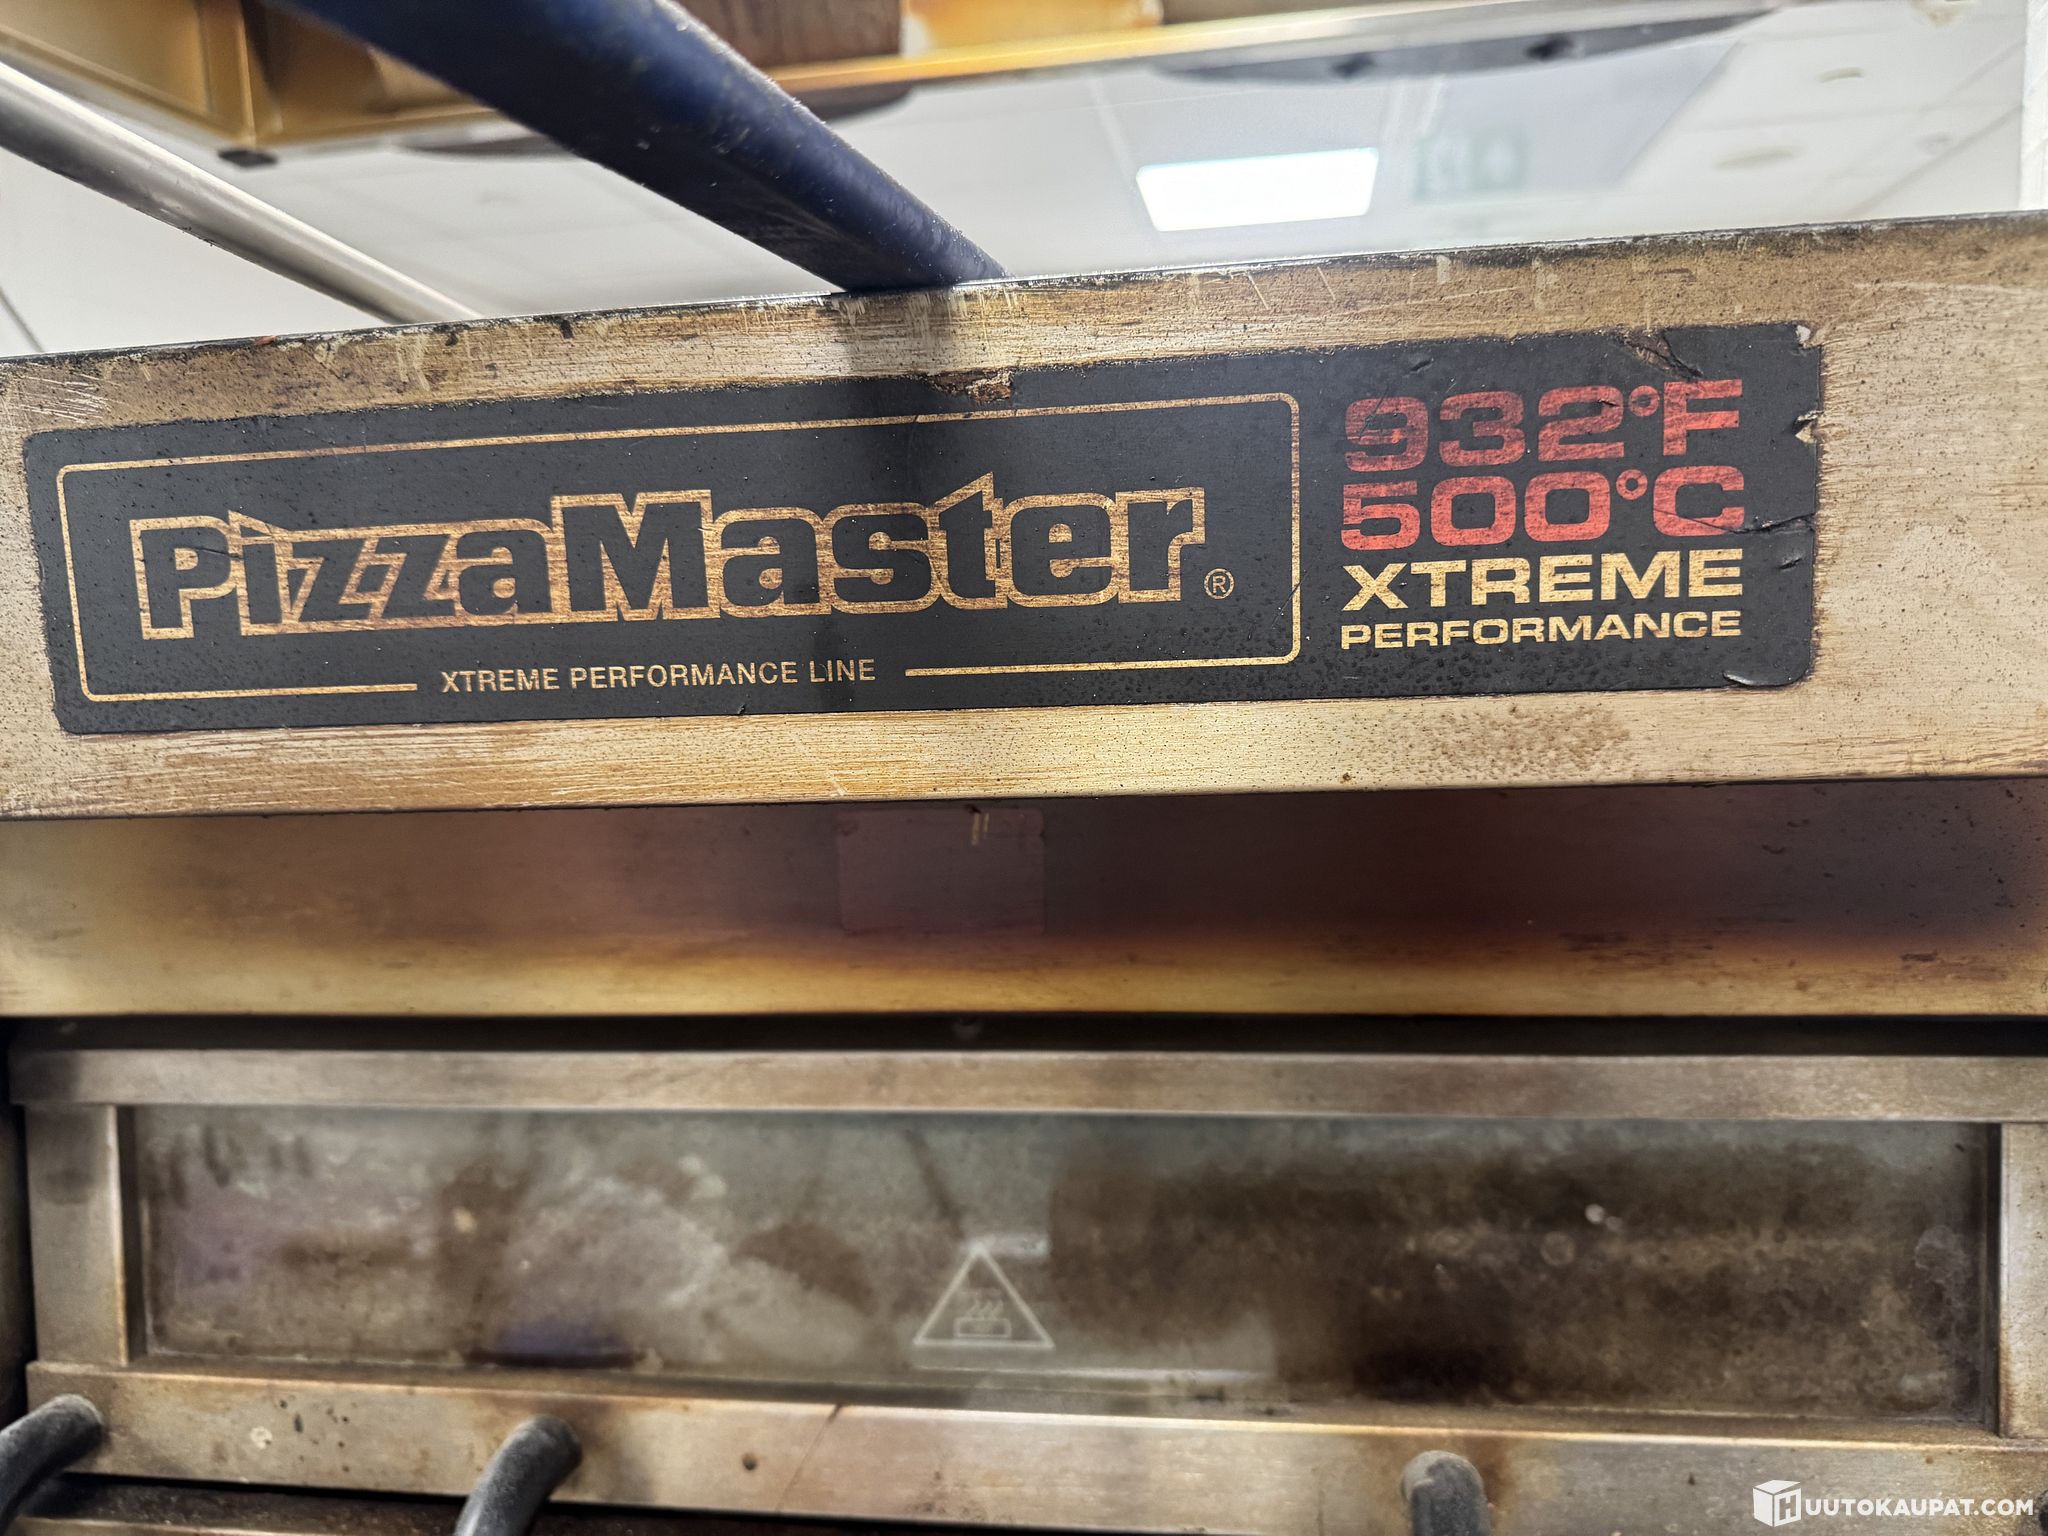 PizzaMaster®
XTREME PERFORMANCE LINE
932°F
500°C
XTREME
PERFORMANCE
HUUTOKAUPAT.COM